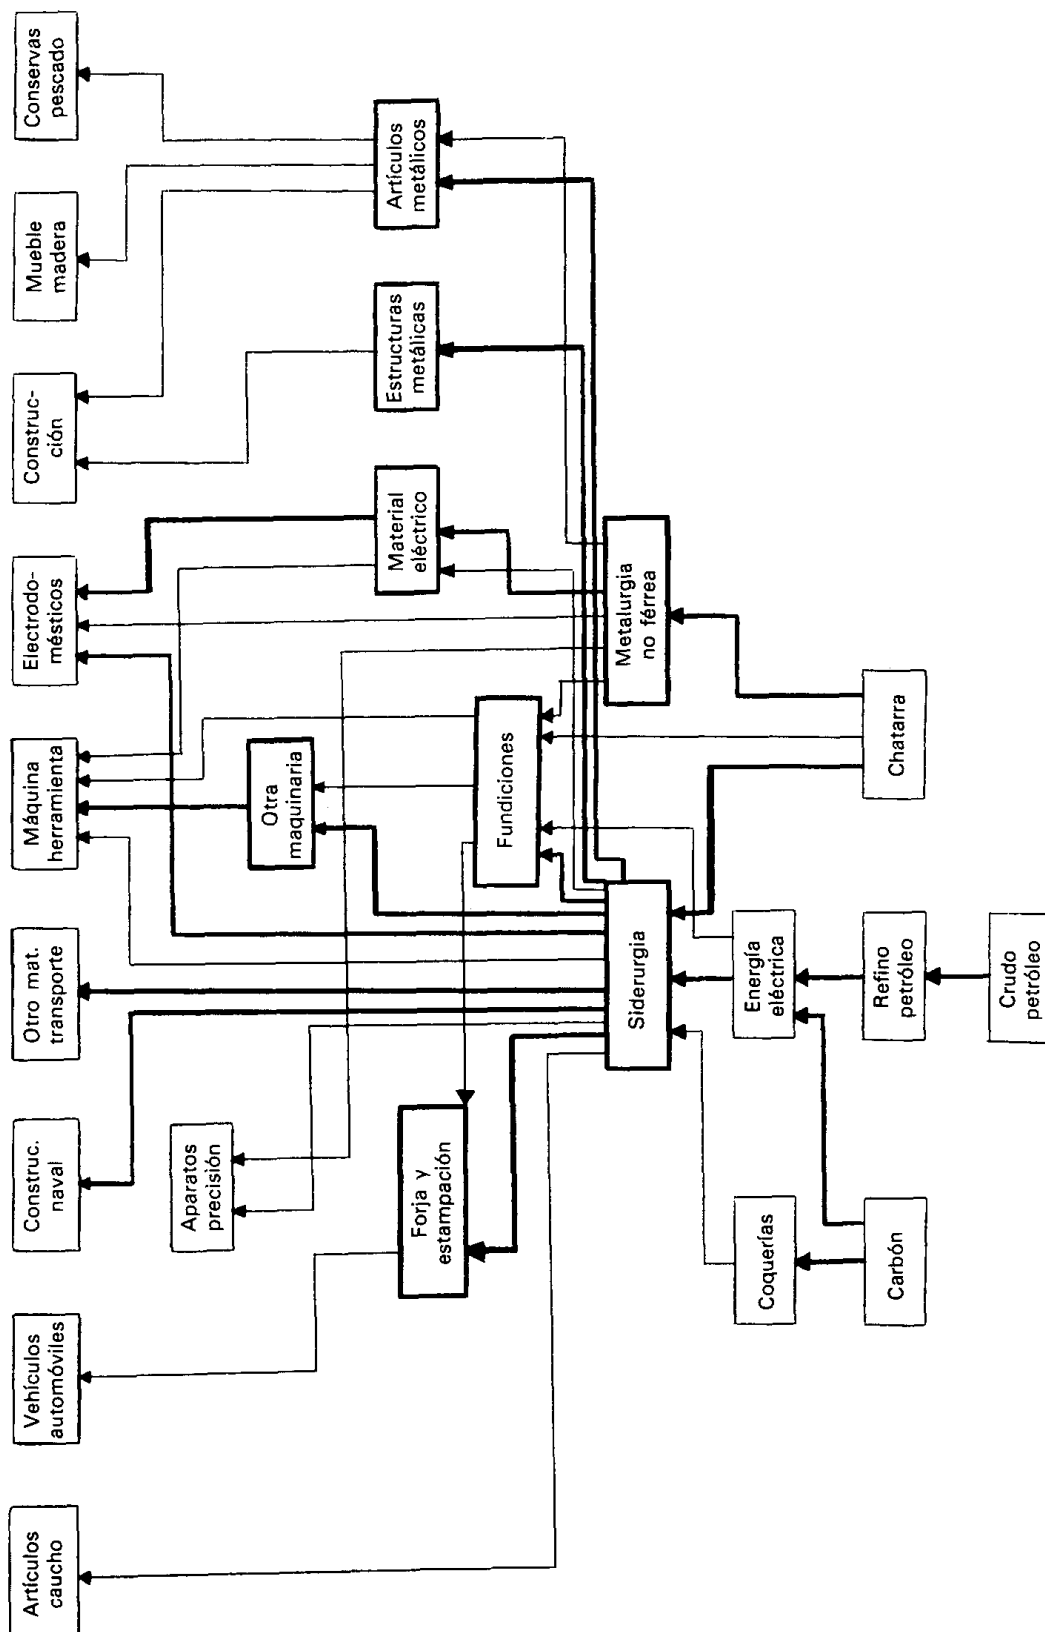 Artículos
caucho
Vehículos
automóviles
Construc.
naval
Otro mat.
transporte
Máquina
herramienta
Electrodo-
mésticos
Construc-
ción
Mueble
madera
Conservas
pescado
Aparatos
precisión
Otra
maquinaria
Forja y
estampación
Material
eléctrico
Estructuras
metálicas
Artículos
metálicos
Fundiciones
Siderurgia
Metalurgia
no férrea
Coquerías
Energía
eléctrica
Carbón
Refino
petróleo
Chatarra
Crudo
petróleo